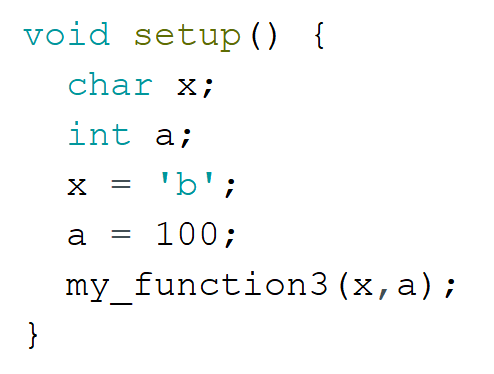 void setup() {
  char x;
  int a;
  x = 'b';
  a = 100;
  my_function3(x,a);
}